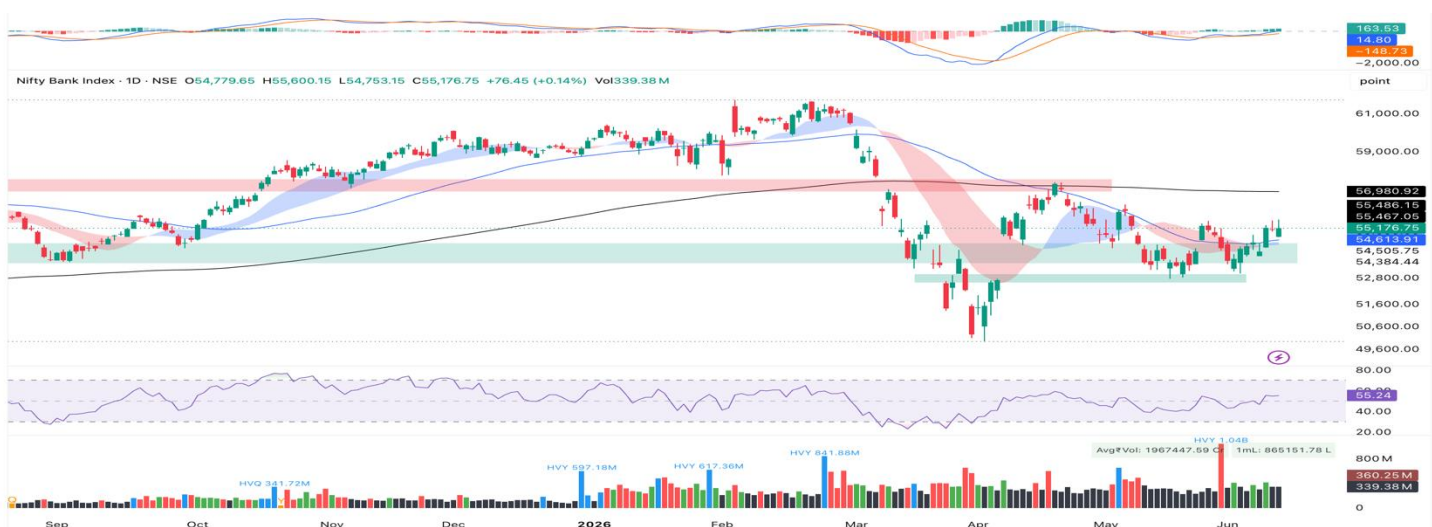 163.53
14.80
−148.73
−2,000.00
Nifty Bank Index · 1D · NSE O54,779.65 H55,600.15 L54,753.15 C55,176.75 +76.45 (+0.14%) Vol339.38 M
point
61,000.00
59,000.00
56,980.92
55,486.15
55,467.05
55,176.75
54,613.91
54,505.75
54,384.44
52,800.00
51,600.00
50,600.00
49,600.00
80.00
55.24
40.00
20.00
HVQ 341.72M
HVY 597.18M
HVY 617.36M
HVY 841.88M
HVY 1.04B
Avg₹Vol: 1967447.59 Cr 1mL: 865151.78 L
800 M
360.25 M
339.38 M
0
Sep Oct Nov Dec 2026 Feb Mar Apr May Jun